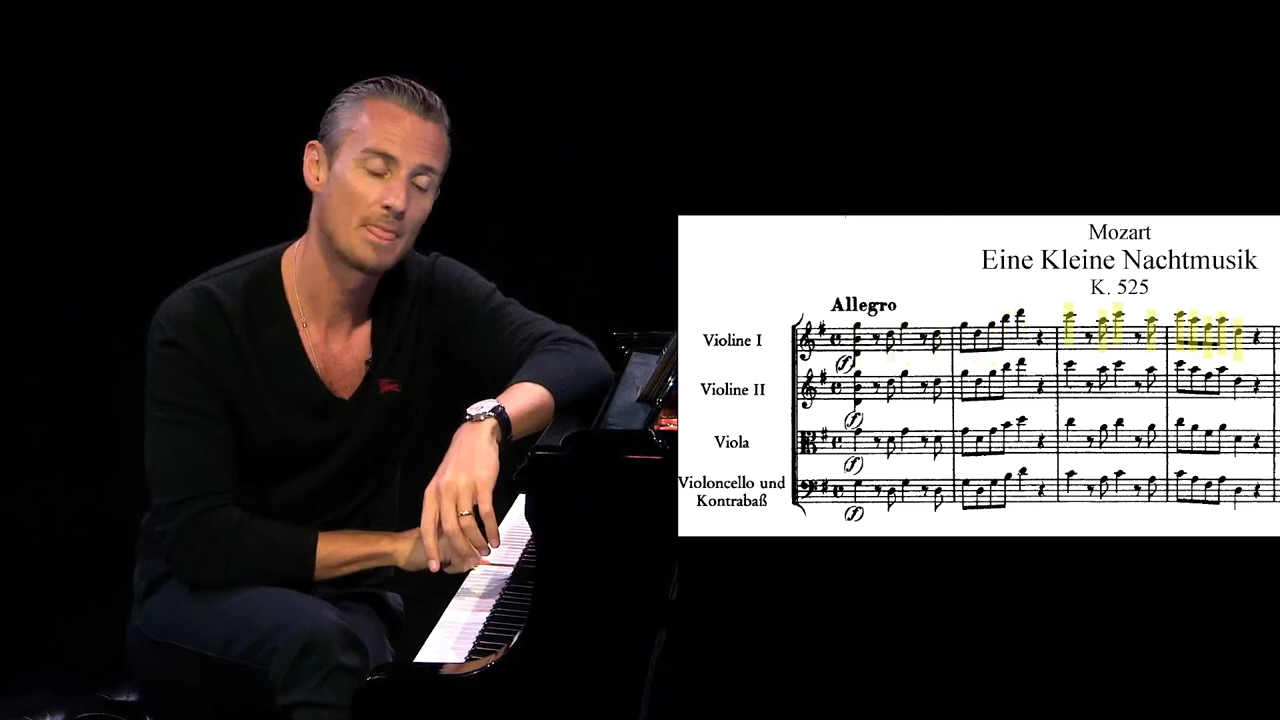 Mozart
Eine Kleine Nachtmusik
K. 525
Allegro
Violine I
(f)
Violine II
(f)
Viola
(f)
Violoncello und
Kontrabaß
(f)